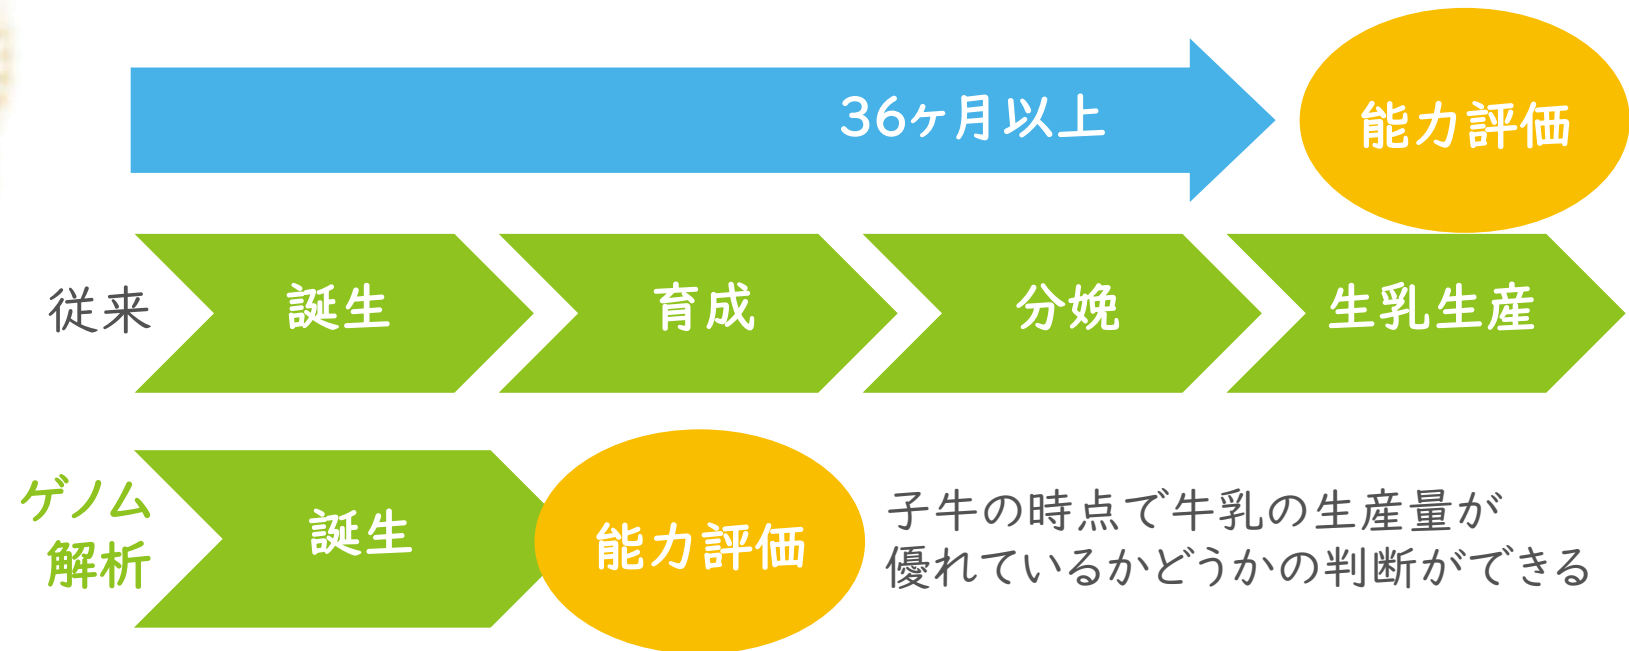 36ヶ月以上
能力評価
従来
誕生
育成
分娩
生乳生産
ゲノム
解析
誕生
能力評価
子牛の時点で牛乳の生産量が
優れているかどうかの判断ができる